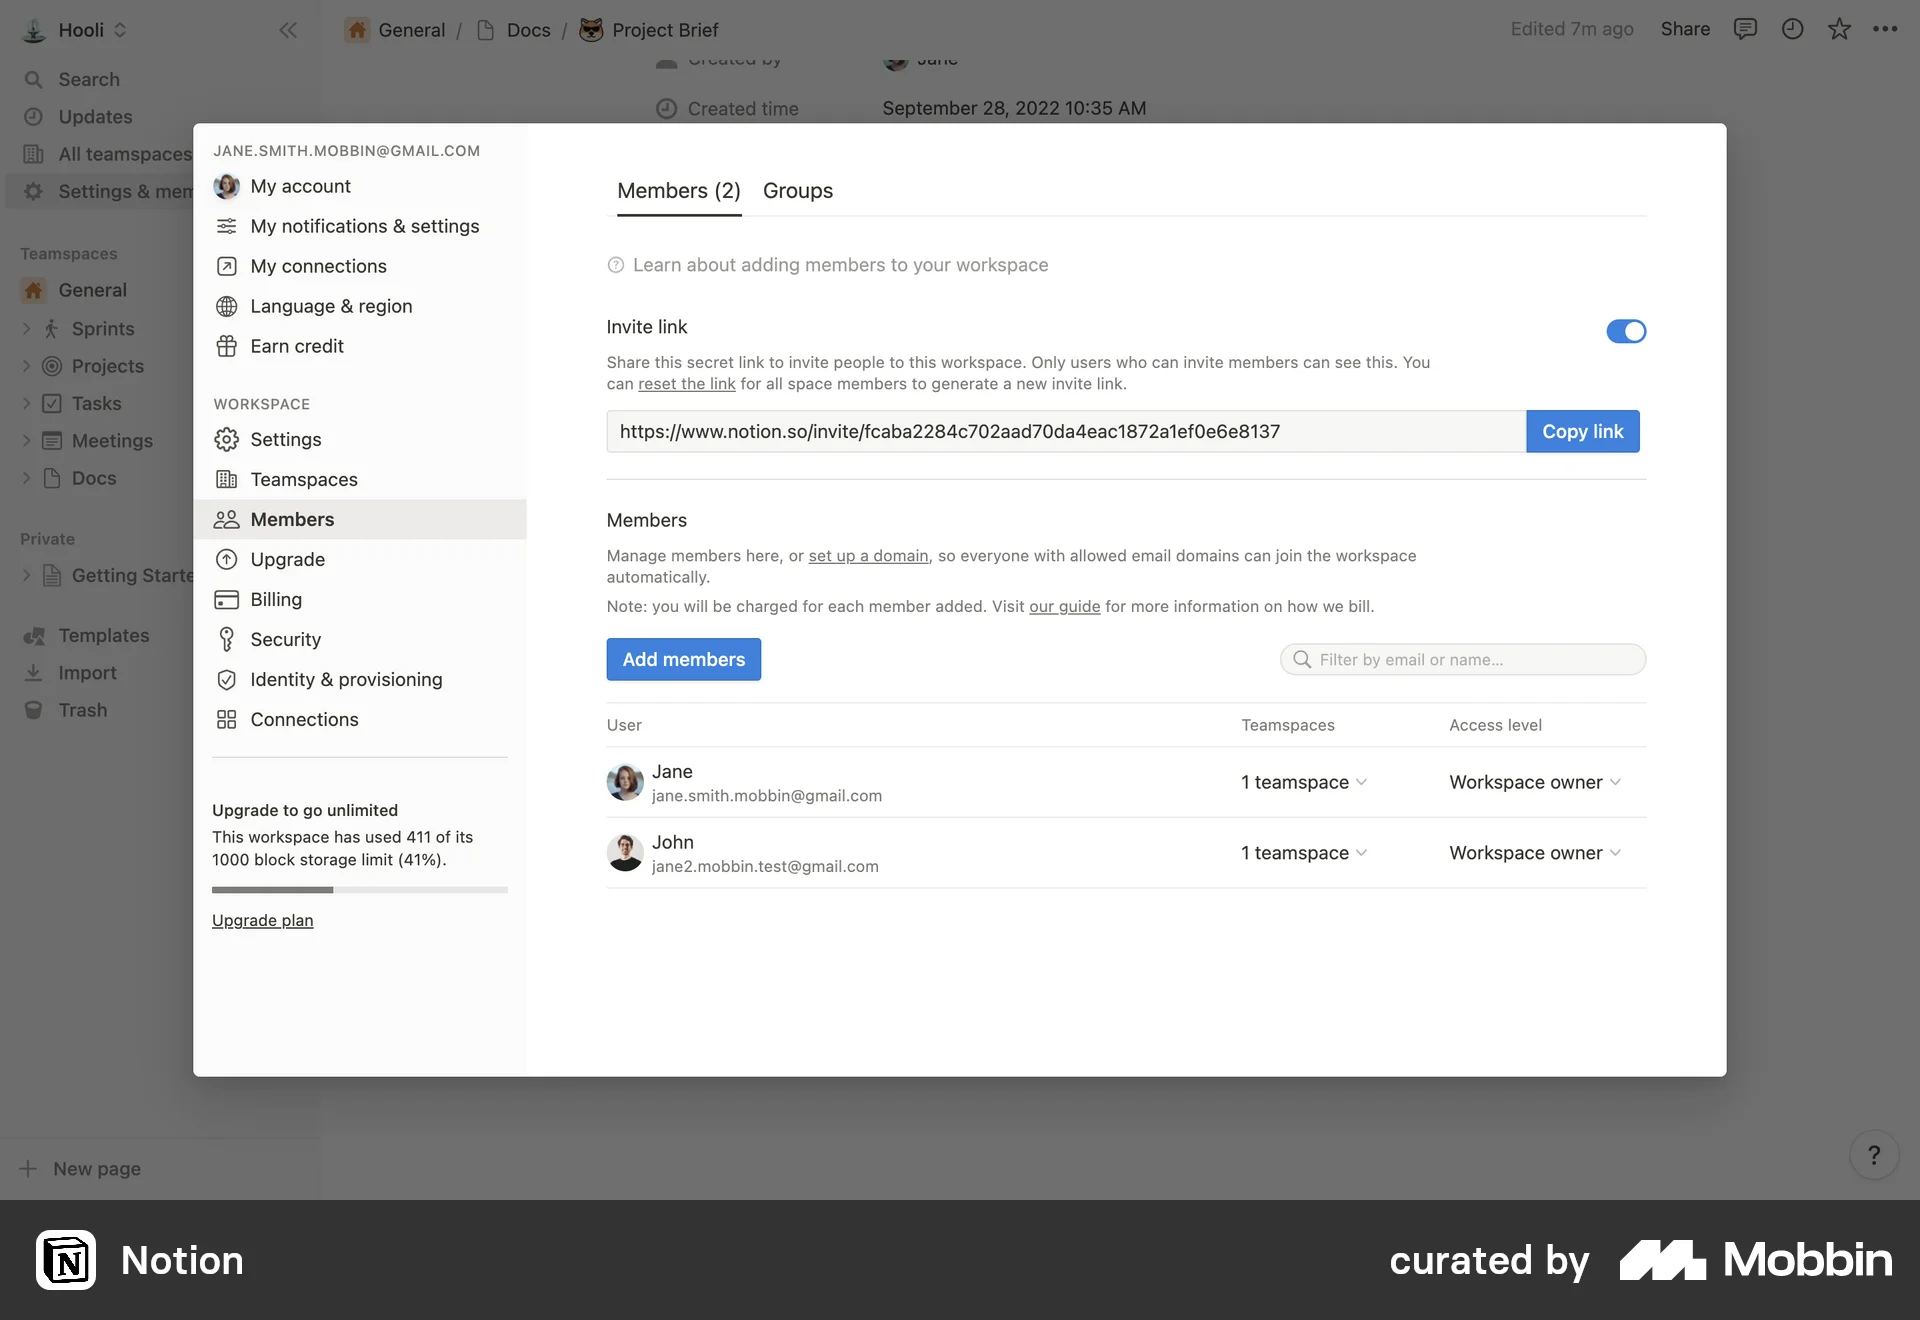 Hooli
General / Docs / Project Brief
Edited 7m ago
Share
Search
Updates
All teamspaces
Settings & mem
Teamspaces
General
Sprints
Projects
Tasks
Meetings
Docs
Private
Getting Starte
Templates
Import
Trash
New page
Created by
Jane
Created time
September 28, 2022 10:35 AM
JANE.SMITH.MOBBIN@GMAIL.COM
My account
My notifications & settings
My connections
Language & region
Earn credit
WORKSPACE
Settings
Teamspaces
Members
Upgrade
Billing
Security
Identity & provisioning
Connections
Upgrade to go unlimited
This workspace has used 411 of its
1000 block storage limit (41%).
Upgrade plan
Members (2)
Groups
Learn about adding members to your workspace
Invite link
Share this secret link to invite people to this workspace. Only users who can invite members can see this. You
can reset the link for all space members to generate a new invite link.
https://www.notion.so/invite/fcaba2284c702aad70da4eac1872a1ef0e6e8137
Copy link
Members
Manage members here, or set up a domain, so everyone with allowed email domains can join the workspace
automatically.
Note: you will be charged for each member added. Visit our guide for more information on how we bill.
Add members
Filter by email or name...
User
Teamspaces
Access level
Jane
jane.smith.mobbin@gmail.com
1 teamspace
Workspace owner
John
jane2.mobbin.test@gmail.com
1 teamspace
Workspace owner
?
Notion
curated by
Mobbin